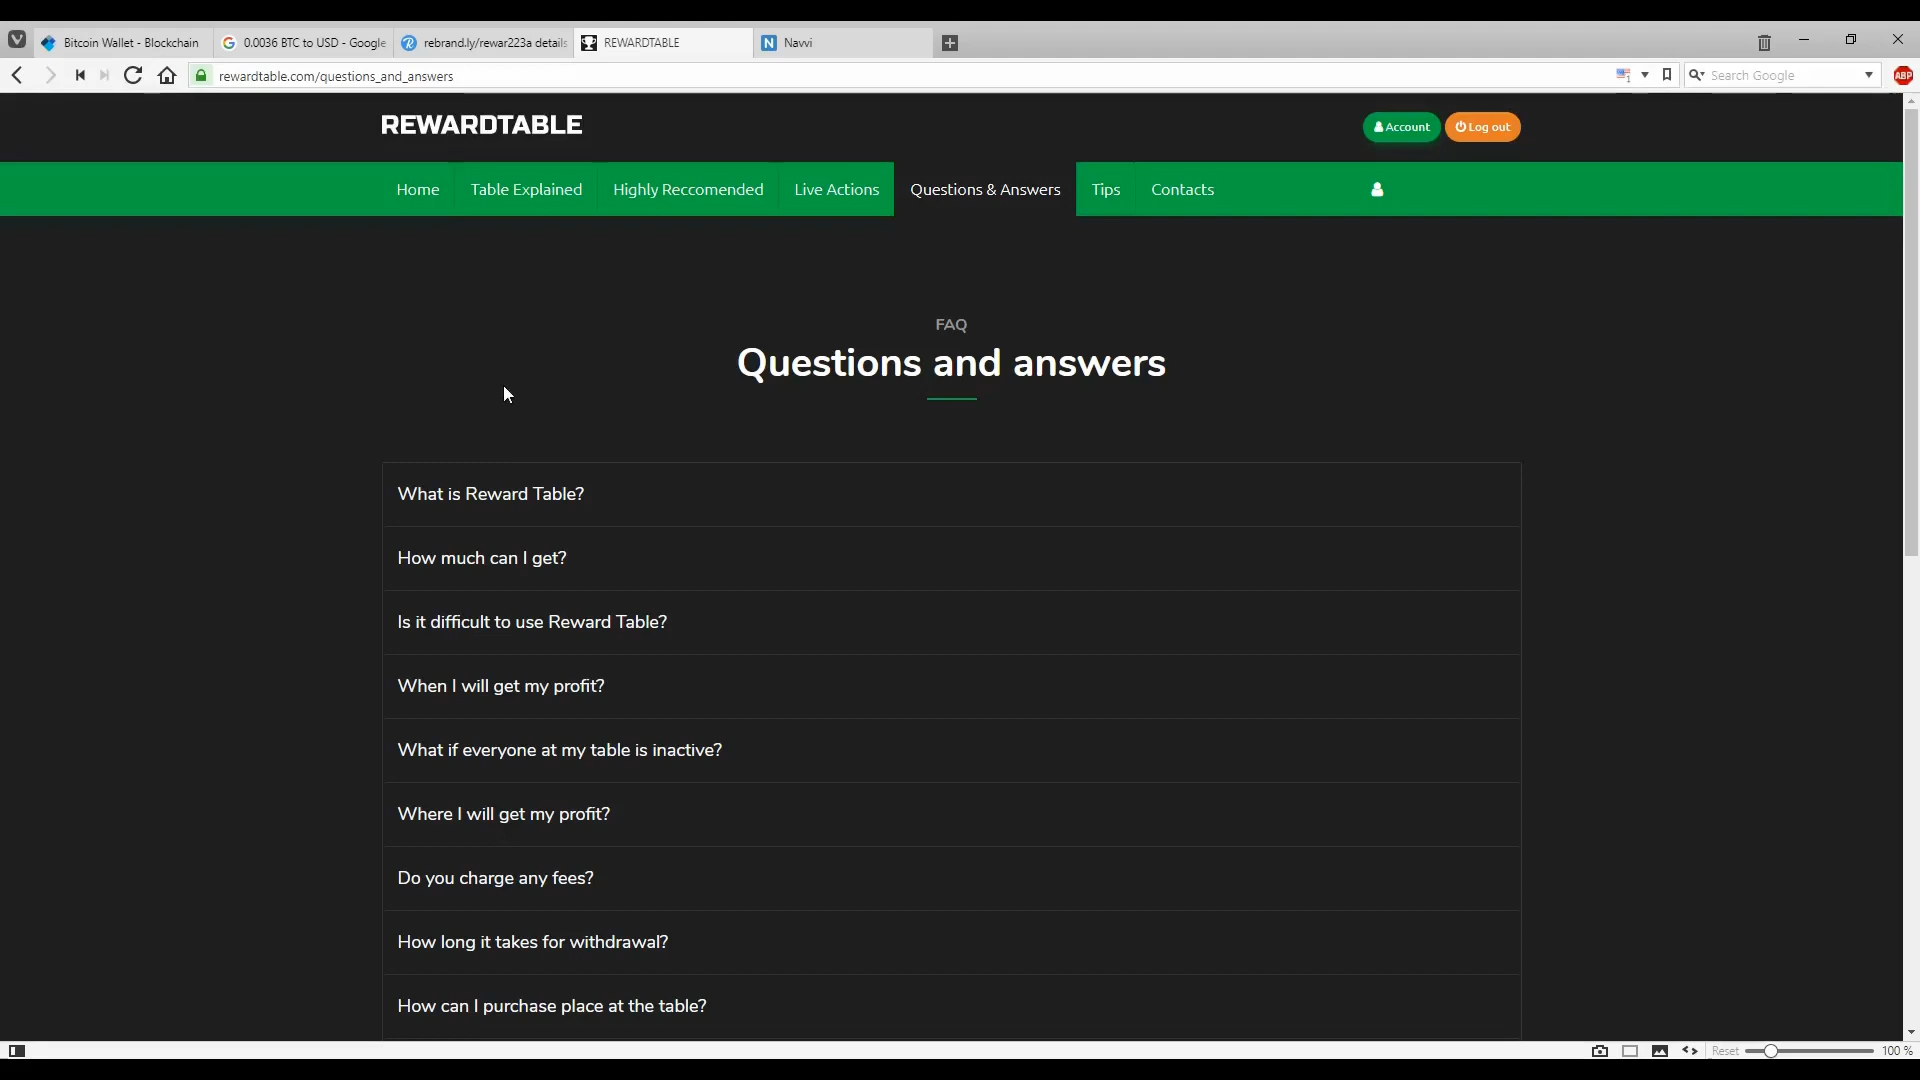 Bitcoin Wallet - Blockchain
0.0036 BTC to USD - Google
rebrand.ly/rewar223a details
REWARDTABLE
Navvi
rewardtable.com/questions_and_answers
Search Google
ABP
REWARDTABLE
Account
Log out
Home
Table Explained
Highly Reccomended
Live Actions
Questions & Answers
Tips
Contacts
FAQ
Questions and answers
What is Reward Table?
How much can I get?
Is it difficult to use Reward Table?
When I will get my profit?
What if everyone at my table is inactive?
Where I will get my profit?
Do you charge any fees?
How long it takes for withdrawal?
How can I purchase place at the table?
Reset
100 %